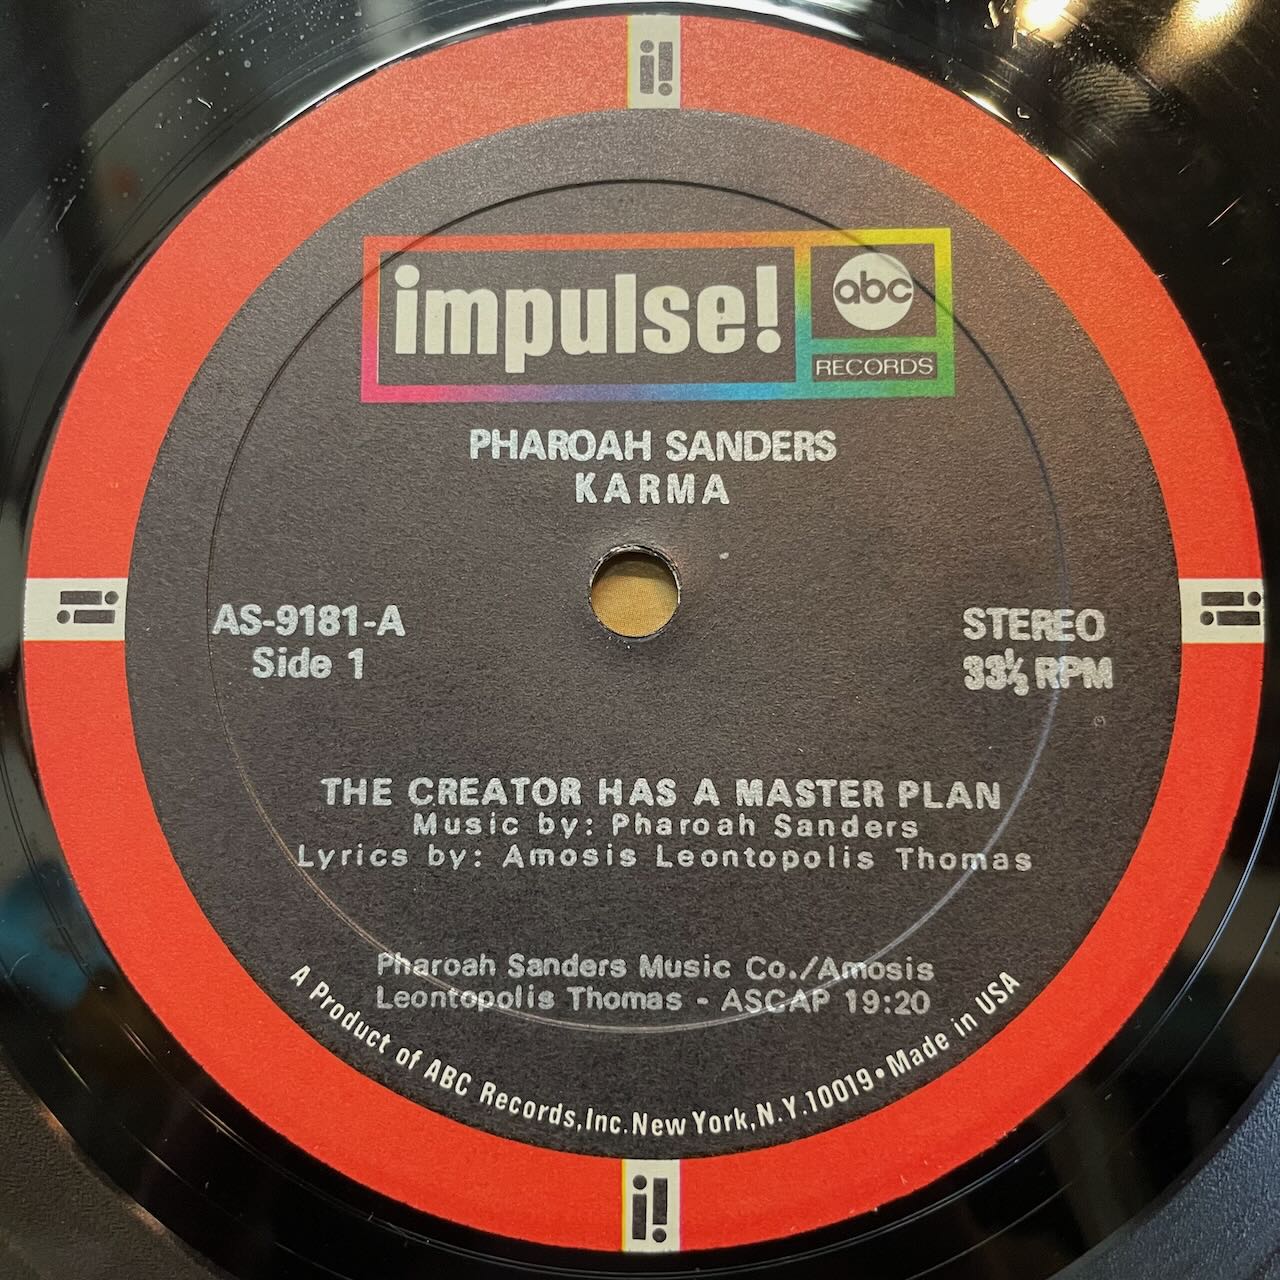 i!
impulse!
abc
RECORDS
PHAROAH SANDERS
KARMA
i!
AS-9181-A
Side 1
STEREO
33⅓ RPM
i!
THE CREATOR HAS A MASTER PLAN
Music by: Pharoah Sanders
Lyrics by: Amosis Leontopolis Thomas
Pharoah Sanders Music Co./Amosis
Leontopolis Thomas - ASCAP 19:20
A Product of ABC Records,Inc.New York,N.Y.10019•Made in USA
i!